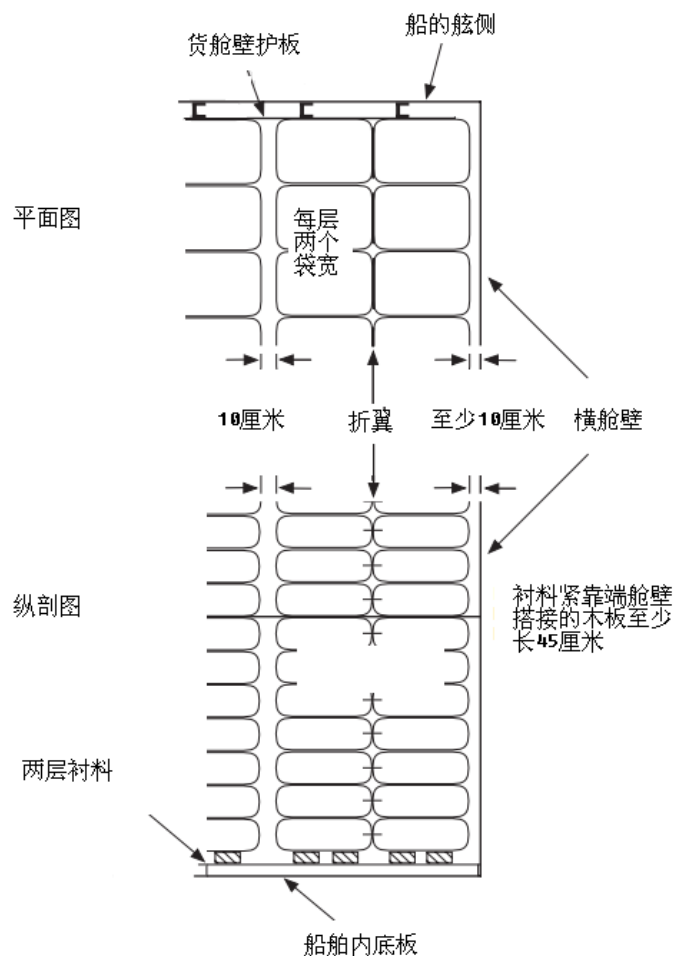 船的舷侧
货舱壁护板
平面图
每层
两个
袋宽
10厘米
折翼
至少10厘米
横舱壁
纵剖图
衬料紧靠端舱壁
搭接的木板至少
长45厘米
两层衬料
船舶内底板